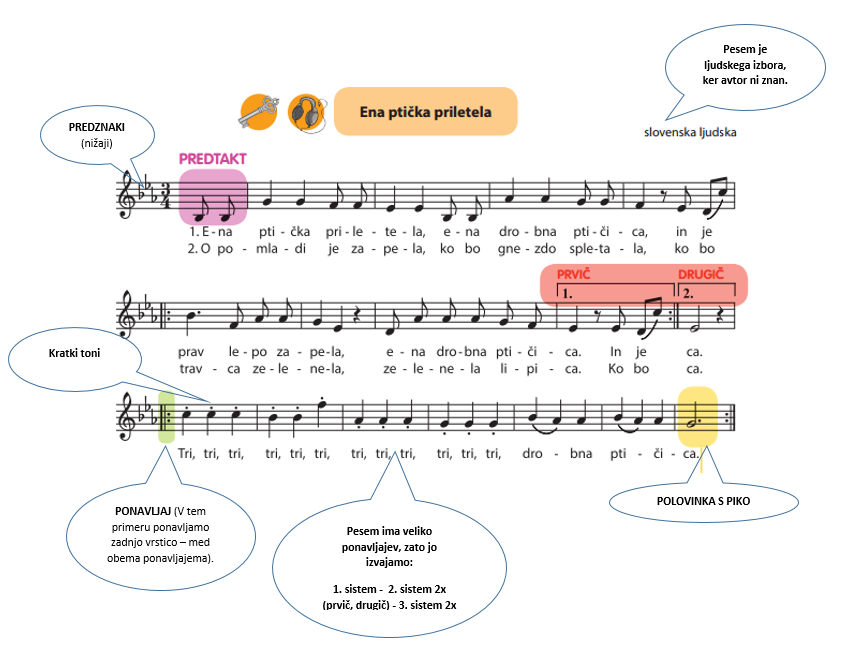 Pesem je
ljudskega izbora,
ker avtor ni znan.
Ena ptička priletela
slovenska ljudska
PREDZNAKI
(nižaji)
PREDTAKT
1. E - na pti - čka pri - le - te - la, e - na dro - bna pti - či - ca, in je
2. O po - mla - di je za - pe - la, ko bo gne - zdo sple - ta - la, ko bo
PRVIČ DRUGIČ
1. 2.
prav le - po za - pe - la, e - na dro - bna pti - či - ca. In je ca.
trav - ca ze - le - ne - la, ze - le - ne - la li - pi - ca. Ko bo ca.
Kratki toni
Tri, tri, tri, tri, tri, tri, tri, tri, tri, tri, tri, tri, dro - bna pti - či - ca.
PONAVLJAJ (V tem
primeru ponavljamo
zadnjo vrstico – med
obema ponavljajema).
Pesem ima veliko
ponavljajev, zato jo
izvajamo:
1. sistem - 2. sistem 2x
(prvič, drugič) - 3. sistem 2x
POLOVINKA S PIKO